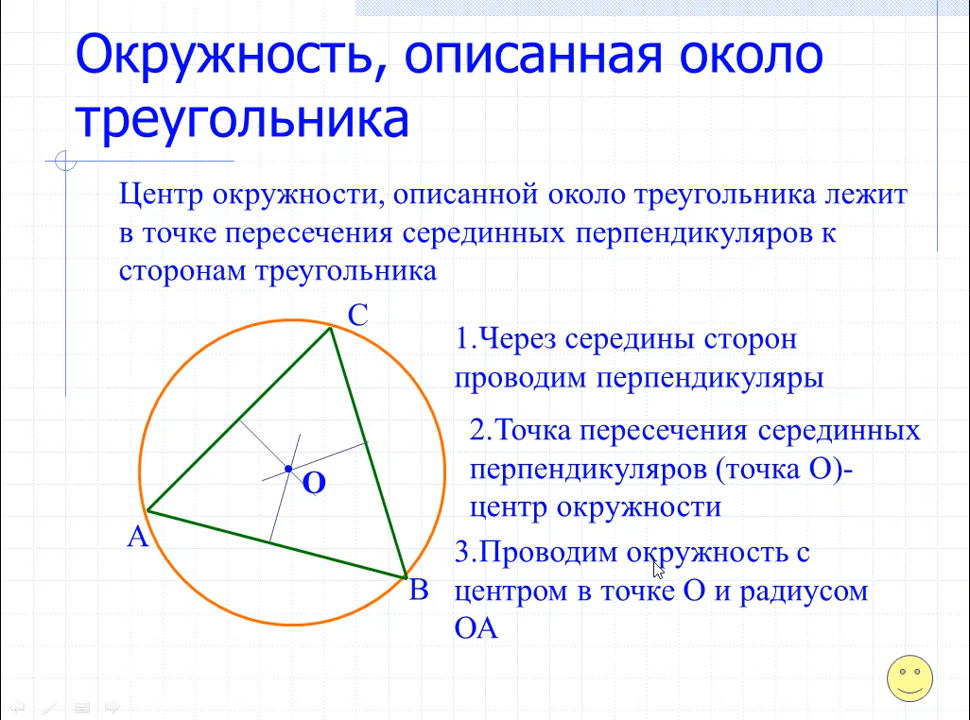 Окружность, описанная около
треугольника
Центр окружности, описанной около треугольника лежит
в точке пересечения серединных перпендикуляров к
сторонам треугольника
C
1.Через середины сторон
проводим перпендикуляры
2.Точка пересечения серединных
перпендикуляров (точка О)-
центр окружности
О
А
3.Проводим окружность с
центром в точке О и радиусом
ОА
В